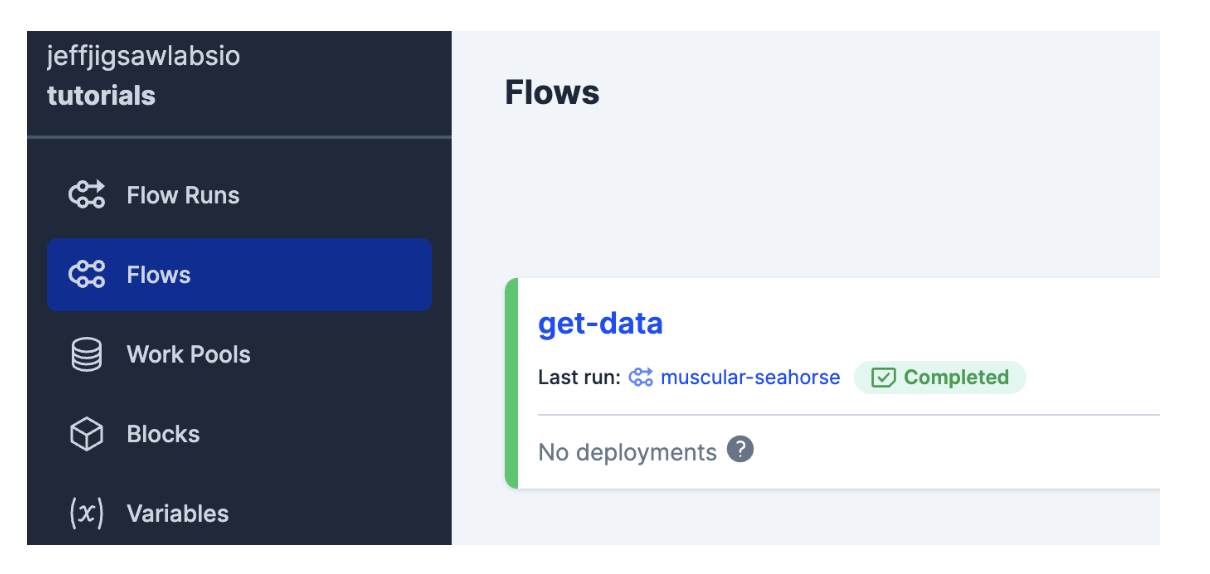 jeffjigsawlabsio
tutorials
Flow Runs
Flows
Work Pools
Blocks
(x) Variables
Flows
get-data
Last run: muscular-seahorse Completed
No deployments ?